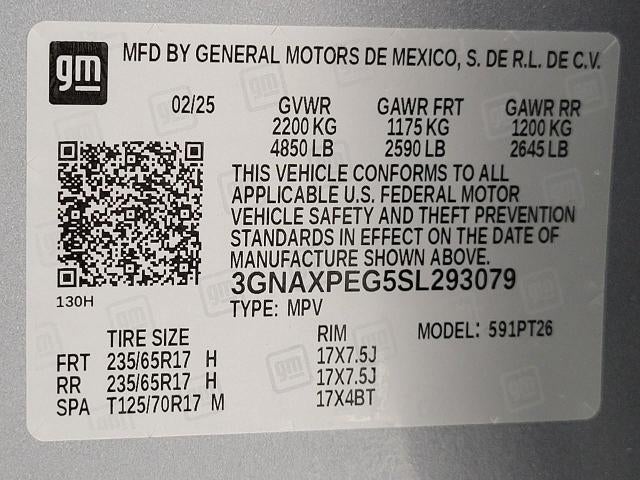 gm MFD BY GENERAL MOTORS DE MEXICO, S. DE R.L. DE C.V.
02/25 GVWR GAWR FRT GAWR RR
2200 KG 1175 KG 1200 KG
4850 LB 2590 LB 2645 LB
THIS VEHICLE CONFORMS TO ALL
APPLICABLE U.S. FEDERAL MOTOR
VEHICLE SAFETY AND THEFT PREVENTION
STANDARDS IN EFFECT ON THE DATE OF
MANUFACTURE SHOWN ABOVE.
3GNAXPEG5SL293079
130H
TYPE: MPV
TIRE SIZE RIM MODEL: 591PT26
FRT 235/65R17 H 17X7.5J
RR 235/65R17 H 17X7.5J
SPA T125/70R17 M 17X4BT